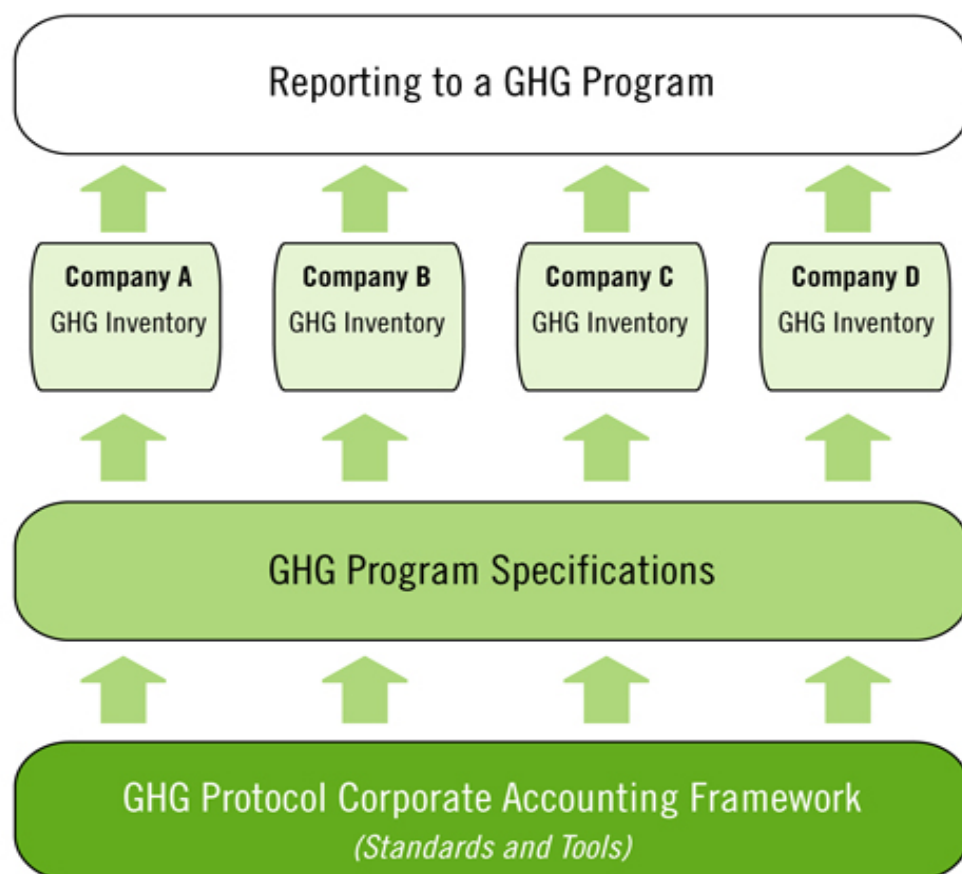 Reporting to a GHG Program
Company A
GHG Inventory
Company B
GHG Inventory
Company C
GHG Inventory
Company D
GHG Inventory
GHG Program Specifications
GHG Protocol Corporate Accounting Framework
(Standards and Tools)